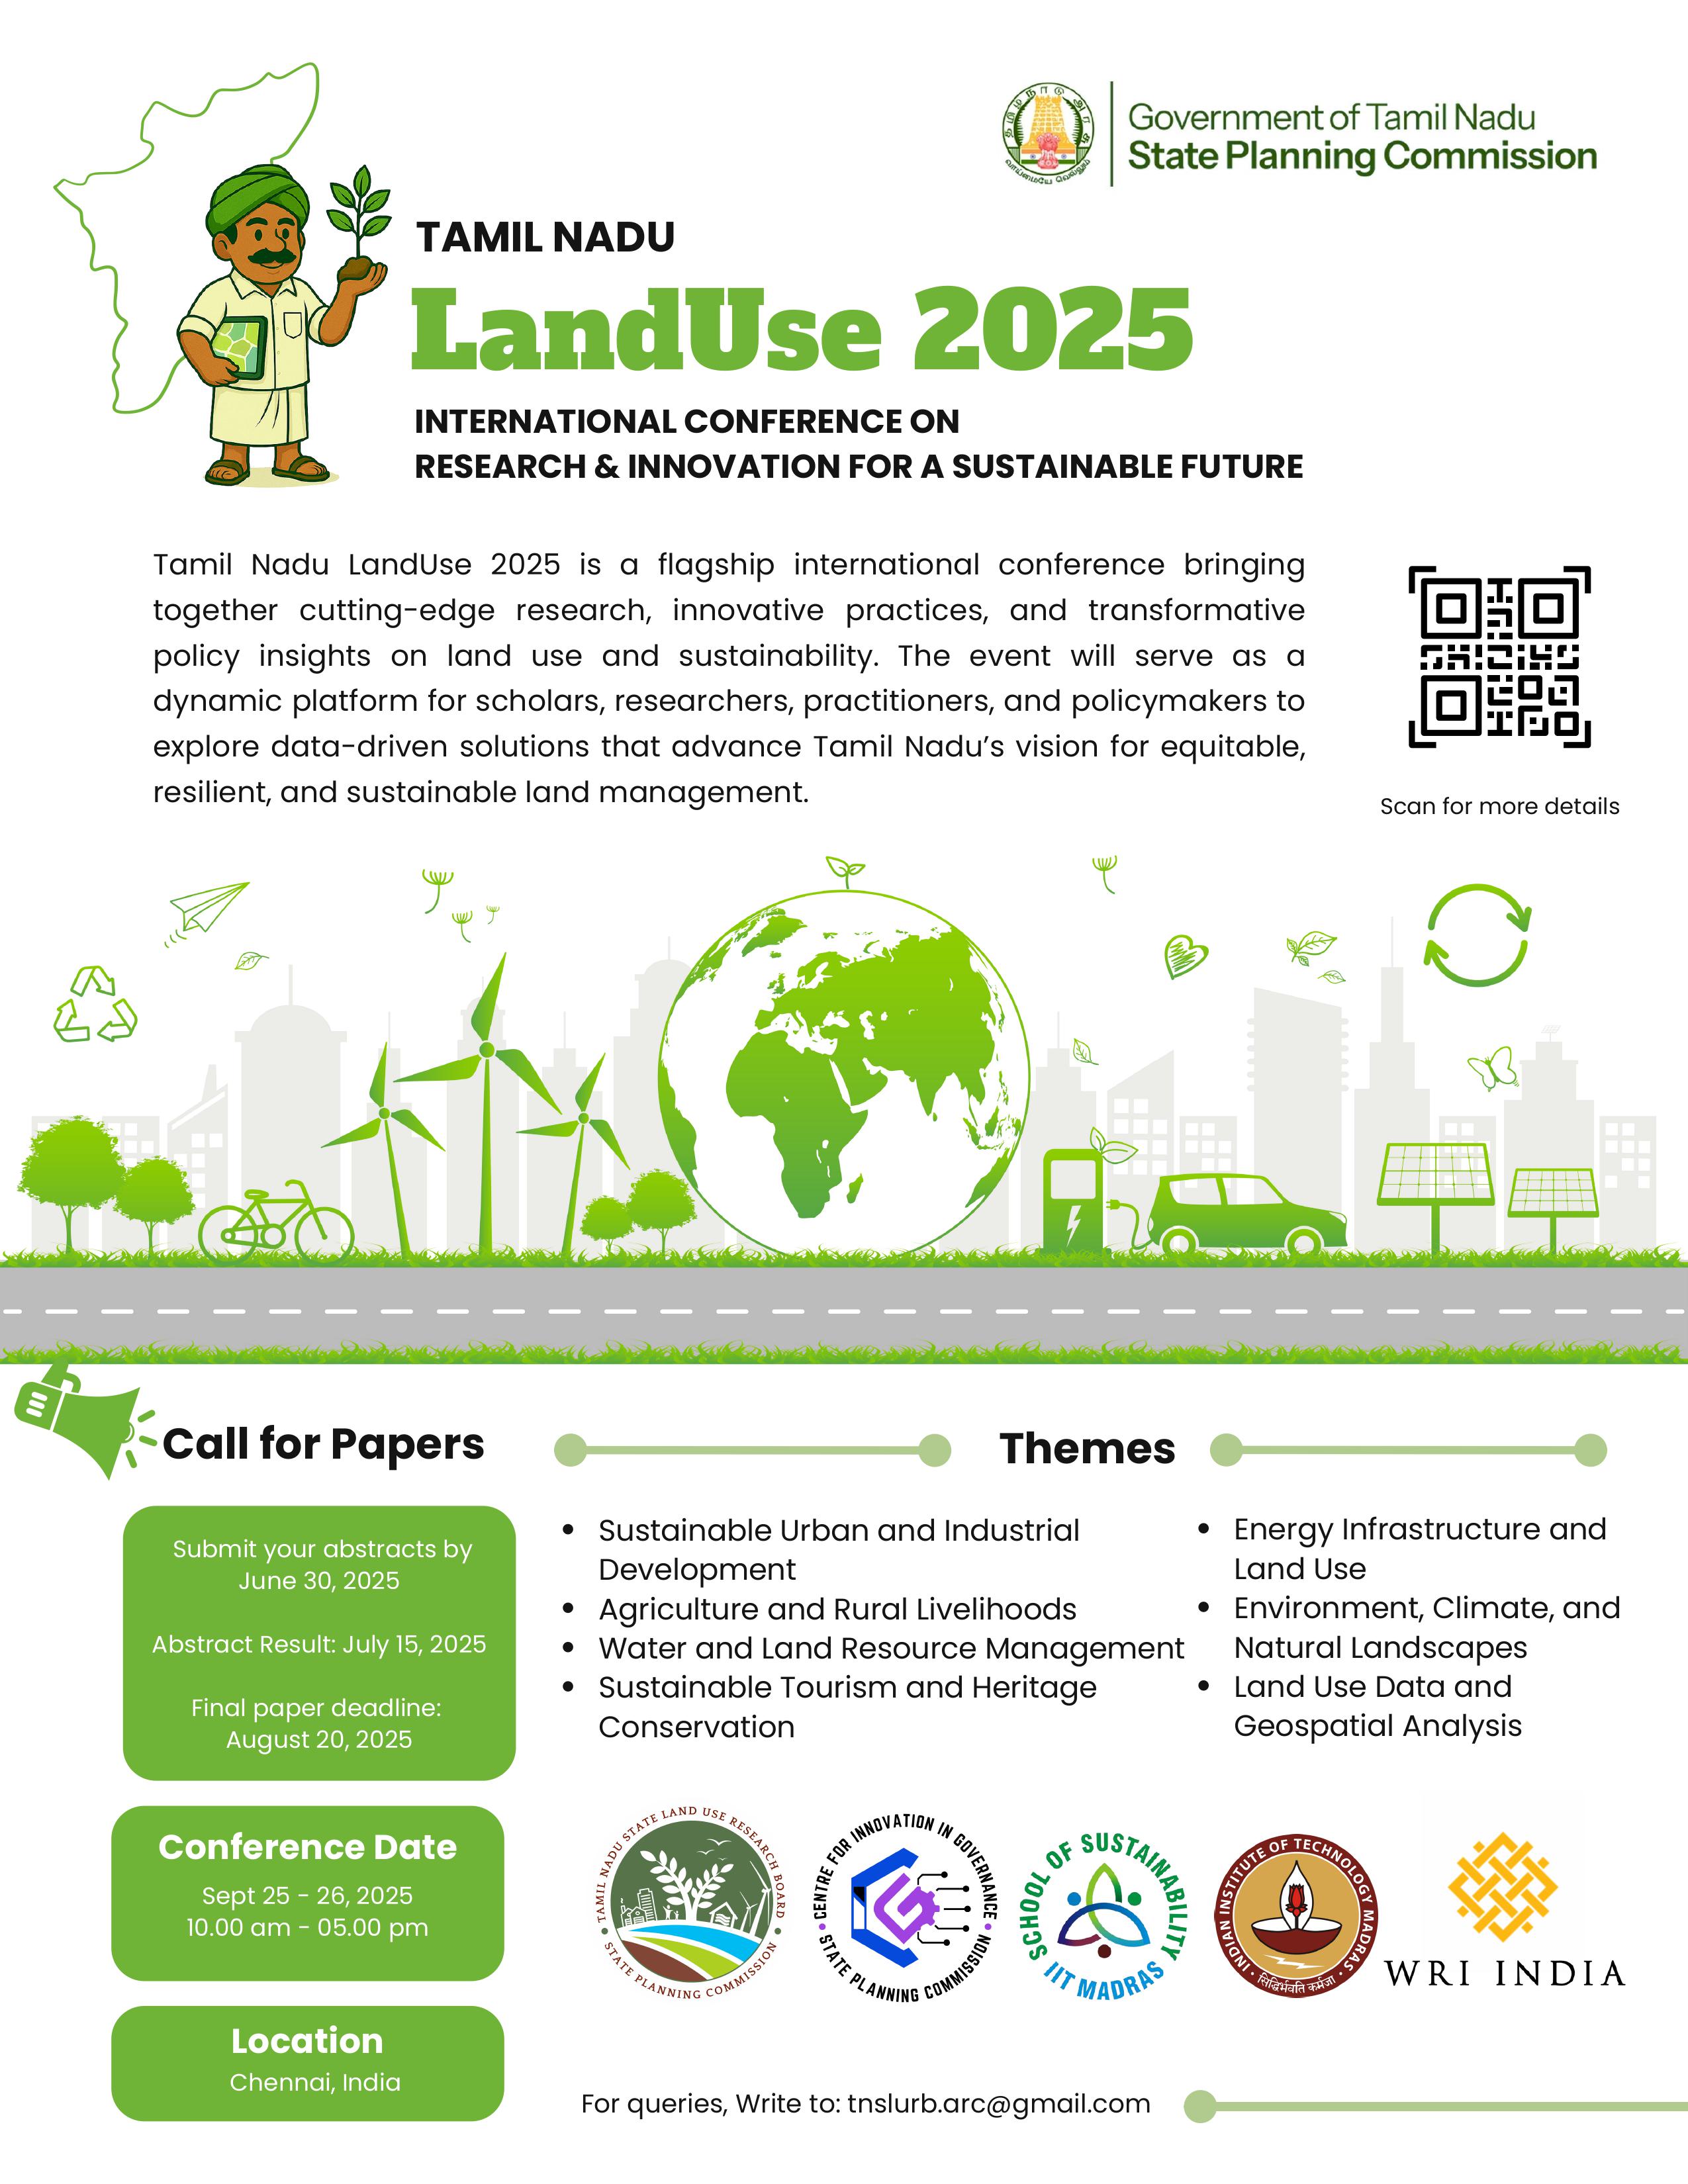 தமிழ்நாடு அரசு
வாய்மையே வெல்லும்
Government of Tamil Nadu
State Planning Commission
TAMIL NADU
LandUse 2025
INTERNATIONAL CONFERENCE ON
RESEARCH & INNOVATION FOR A SUSTAINABLE FUTURE
Tamil Nadu LandUse 2025 is a flagship international conference bringing
together cutting-edge research, innovative practices, and transformative
policy insights on land use and sustainability. The event will serve as a
dynamic platform for scholars, researchers, practitioners, and policymakers to
explore data-driven solutions that advance Tamil Nadu’s vision for equitable,
resilient, and sustainable land management.
Scan for more details
Call for Papers
Submit your abstracts by
June 30, 2025
Abstract Result: July 15, 2025
Final paper deadline:
August 20, 2025
Conference Date
Sept 25 - 26, 2025
10.00 am - 05.00 pm
Location
Chennai, India
Themes
• Sustainable Urban and Industrial
Development
• Agriculture and Rural Livelihoods
• Water and Land Resource Management
• Sustainable Tourism and Heritage
Conservation
• Energy Infrastructure and
Land Use
• Environment, Climate, and
Natural Landscapes
• Land Use Data and
Geospatial Analysis
TAMIL NADU STATE LAND USE RESEARCH BOARD
STATE PLANNING COMMISSION
CENTRE FOR INNOVATION IN GOVERNANCE
STATE PLANNING COMMISSION
SCHOOL OF SUSTAINABILITY
IIT MADRAS
INDIAN INSTITUTE OF TECHNOLOGY MADRAS
सिद्धिर्भवति कर्मजा
WRI INDIA
For queries, Write to: tnslurb.arc@gmail.com